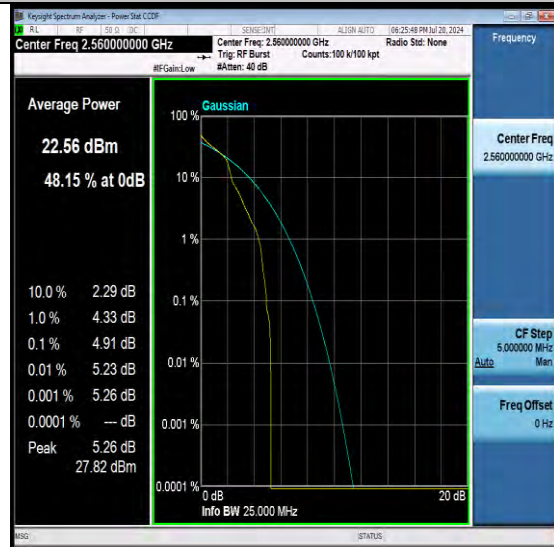 Keysight Spectrum Analyzer - Power Stat CCDF
RL RF 50 Ω DC SENSE:INT ALIGN AUTO 06:25:48 PM Jul 20, 2024
Center Freq 2.560000000 GHz
Center Freq: 2.560000000 GHz Radio Std: None
Trig: RF Burst Counts:100 k/100 kpt
#IFGain:Low #Atten: 40 dB
Frequency
Center Freq
2.560000000 GHz
CF Step
5.000000 MHz
Auto Man
Freq Offset
0 Hz
Average Power
22.56 dBm
48.15 % at 0dB
10.0 % 2.29 dB
1.0 % 4.33 dB
0.1 % 4.91 dB
0.01 % 5.23 dB
0.001 % 5.26 dB
0.0001 % --- dB
Peak 5.26 dB
27.82 dBm
Gaussian
100 %
10 %
1 %
0.1 %
0.01 %
0.001 %
0.0001 %
0 dB 20 dB
Info BW 25.000 MHz
MSG STATUS